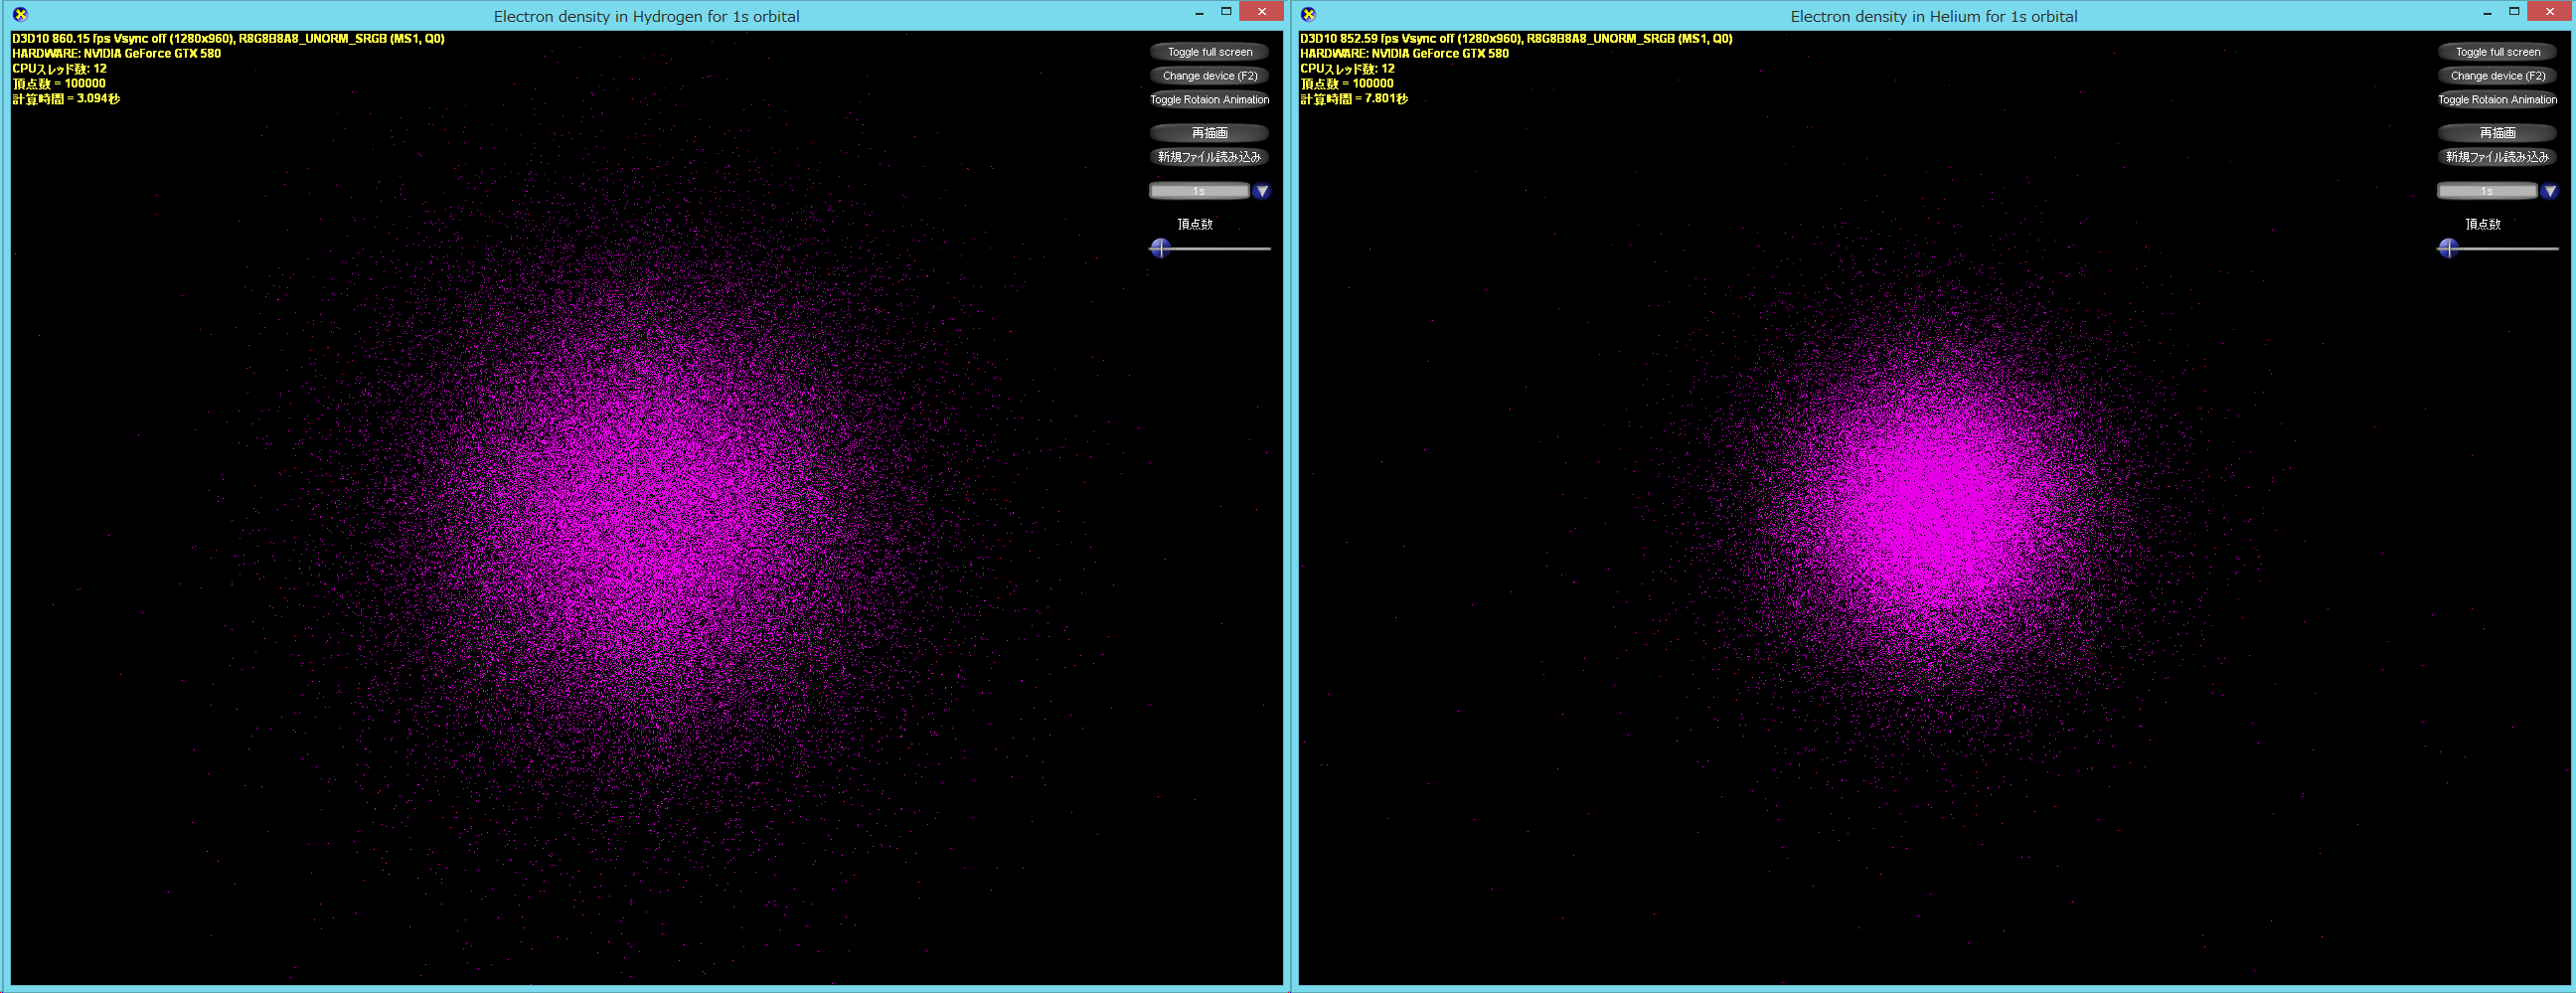 Electron density in Hydrogen for 1s orbital
D3D10 860.15 fps Vsync off (1280x960), R8G8B8A8_UNORM_SRGB (MS1, Q0)
HARDWARE: NVIDIA GeForce GTX 580
CPUスレッド数: 12
頂点数 = 100000
計算時間 = 3.094秒
Toggle full screen
Change device (F2)
Toggle Rotaion Animation
再描画
新規ファイル読み込み
1s
頂点数
Electron density in Helium for 1s orbital
D3D10 852.59 fps Vsync off (1280x960), R8G8B8A8_UNORM_SRGB (MS1, Q0)
HARDWARE: NVIDIA GeForce GTX 580
CPUスレッド数: 12
頂点数 = 100000
計算時間 = 7.801秒
Toggle full screen
Change device (F2)
Toggle Rotaion Animation
再描画
新規ファイル読み込み
1s
頂点数